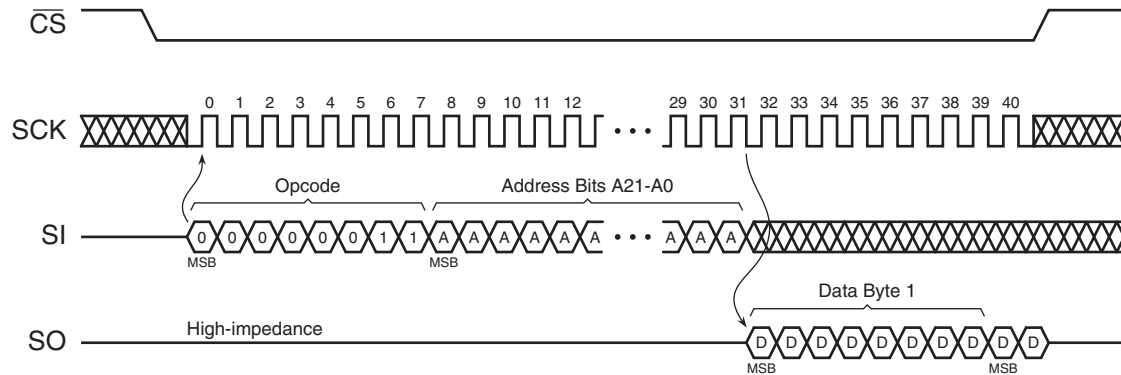 CS
0 1 2 3 4 5 6 7 8 9 10 11 12 29 30 31 32 33 34 35 36 37 38 39 40
SCK
Opcode Address Bits A21-A0
SI 0 0 0 0 0 0 1 1 A A A A A A • • • A A A
MSB MSB
Data Byte 1
High-impedance
SO D D D D D D D D D D
MSB MSB